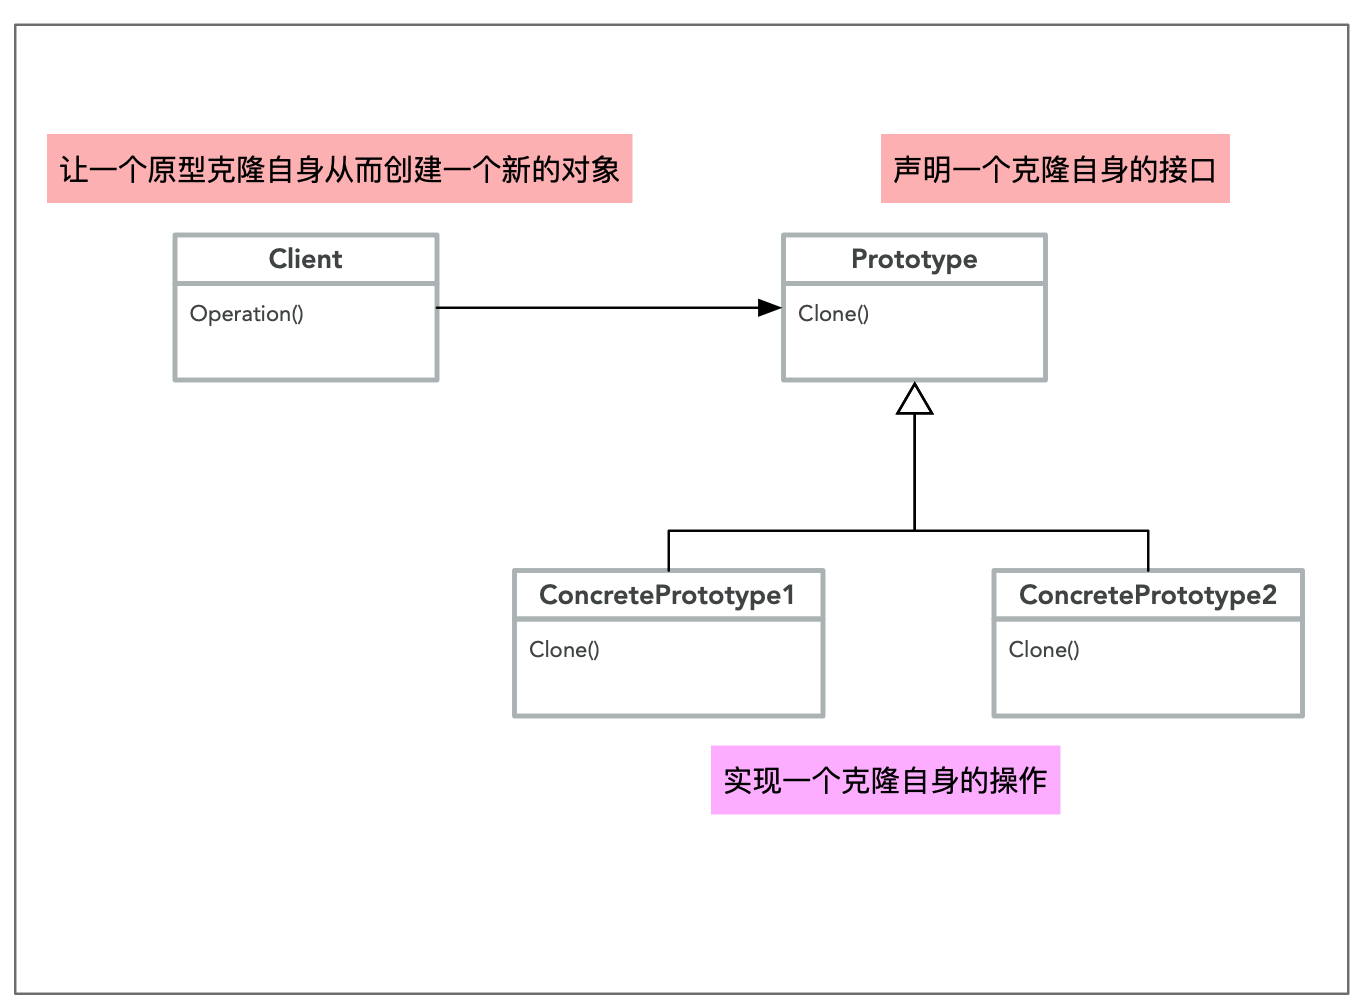 让一个原型克隆自身从而创建一个新的对象
声明一个克隆自身的接口
Client
Operation()
Prototype
Clone()
ConcretePrototype1
Clone()
ConcretePrototype2
Clone()
实现一个克隆自身的操作